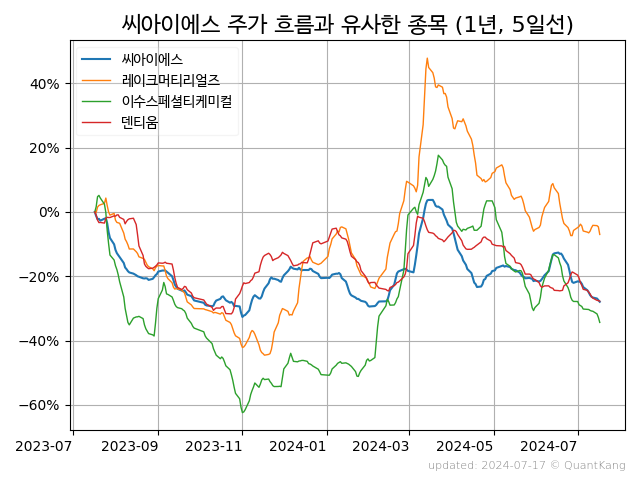 씨아이에스 주가 흐름과 유사한 종목 (1년, 5일선)
씨아이에스
레이크머티리얼즈
이수스페셜티케미컬
덴티움
40%
20%
0%
−20%
−40%
−60%
2023-07 2023-09 2023-11 2024-01 2024-03 2024-05 2024-07
updated: 2024-07-17 © QuantKang